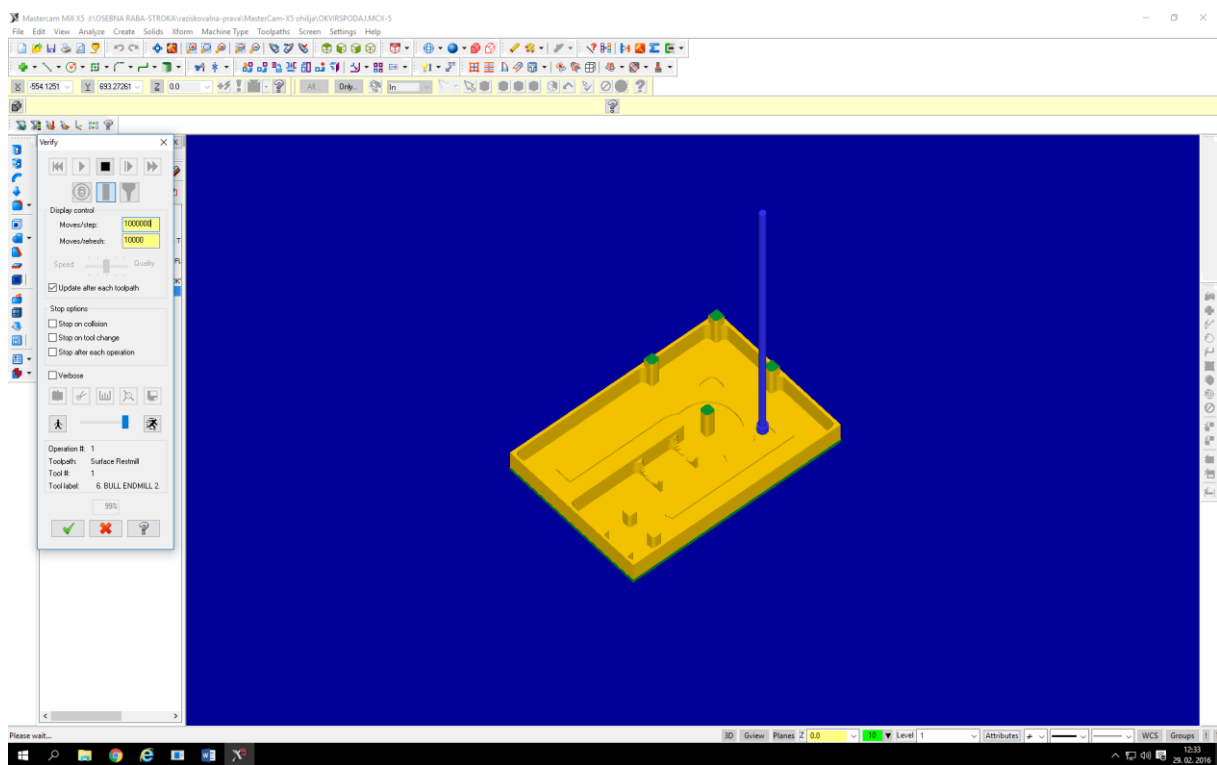 Mastercam Mill X5 J:\OSEBNA RABA-STROKA\raziskovalna-prava\MasterCam-X5 ohilja\OKVIRSPODAJ.MCX-5
File Edit View Analyze Create Solids Xform Machine Type Toolpaths Screen Settings Help
X -554.1251 Y 693.27261 Z 0.0 All... Only... In
Verify
Display control
Moves/step: 1000000
Moves/refresh: 10000
Speed Quality
Update after each toolpath
Stop options
Stop on collision
Stop on tool change
Stop after each operation
Verbose
Operation #: 1
Toolpath: Surface Restmill
Tool #: 1
Tool label: 6. BULL ENDMILL 2.
99%
Please wait...
3D Gview Planes Z 0.0 10 Level 1 Attributes WCS Groups
12:33
29. 02. 2016